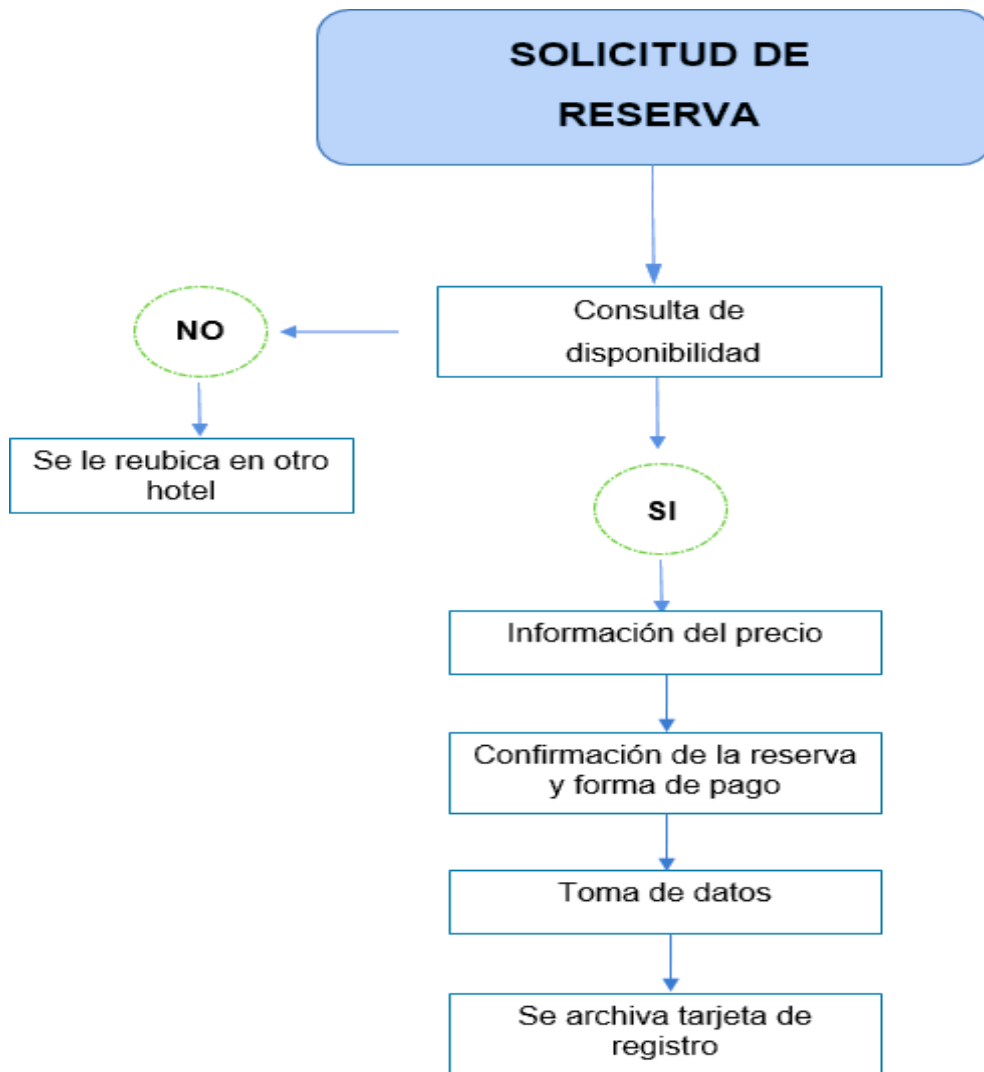 SOLICITUD DE
RESERVA
Consulta de
disponibilidad
NO
Se le reubica en otro
hotel
SI
Información del precio
Confirmación de la reserva
y forma de pago
Toma de datos
Se archiva tarjeta de
registro